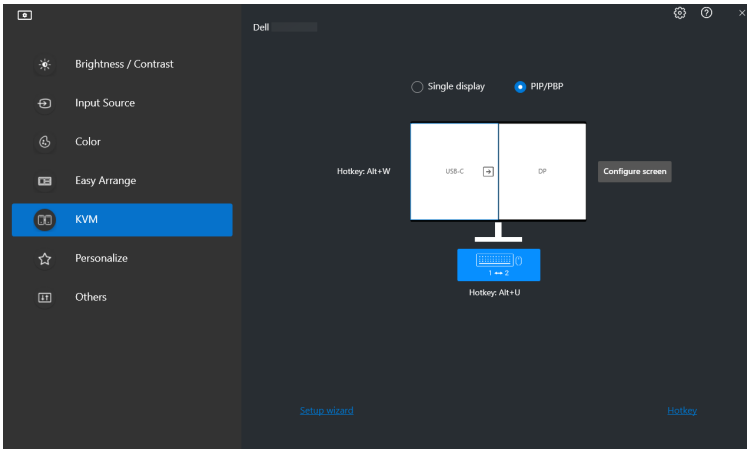 Dell
Brightness / Contrast
Input Source
Color
Easy Arrange
KVM
Personalize
Others
Single display
PIP/PBP
Hotkey: Alt+W
USB-C
DP
Configure screen
1 ↔ 2
Hotkey: Alt+U
Setup wizard
Hotkey